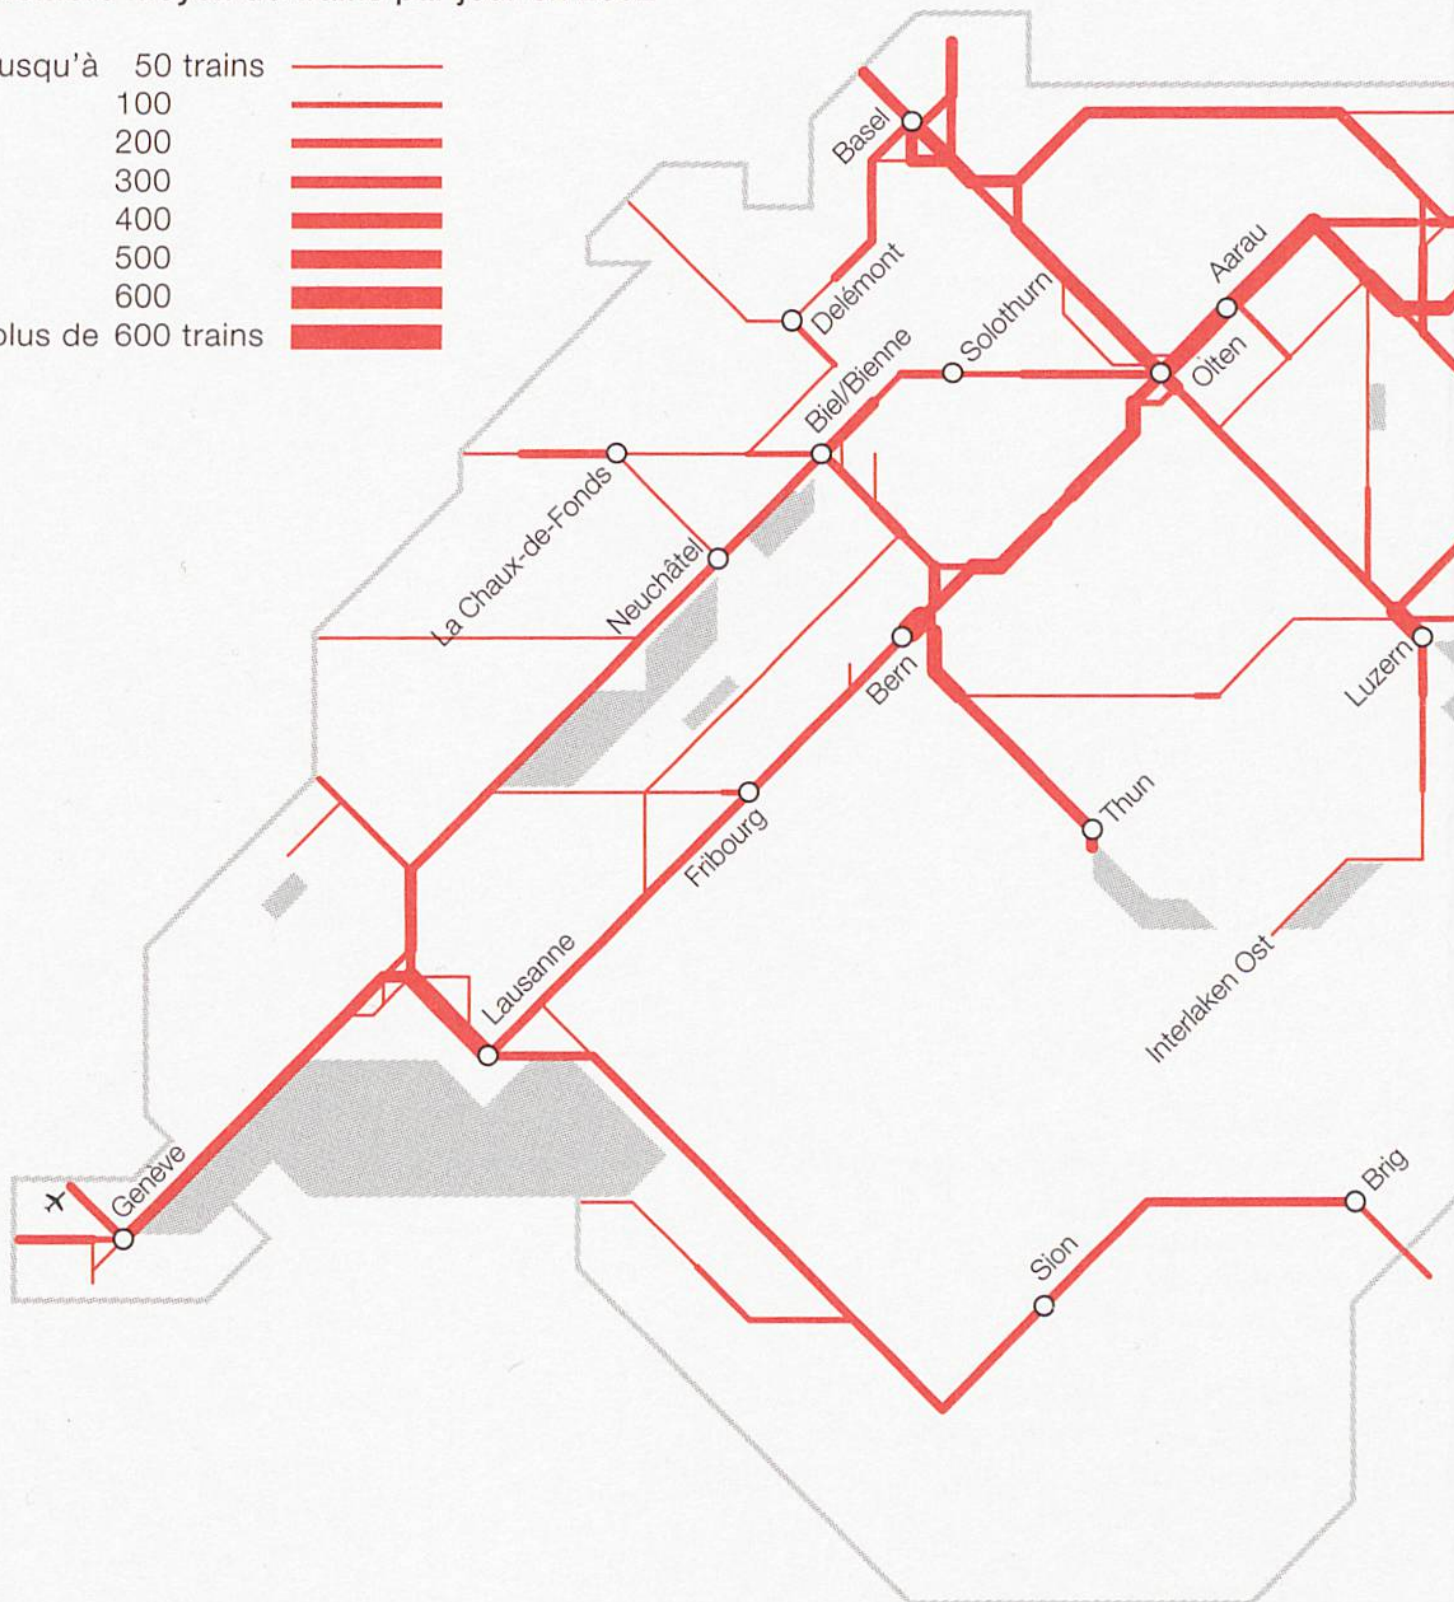 usqu'à 50 trains
100
200
300
400
500
600
plus de 600 trains
Basel
Delémont
Solothurn
Aarau
Olten
Biel/Bienne
La Chaux-de-Fonds
Neuchâtel
Bern
Luzern
Thun
Fribourg
Lausanne
Interlaken Ost
Genève
Sion
Brig